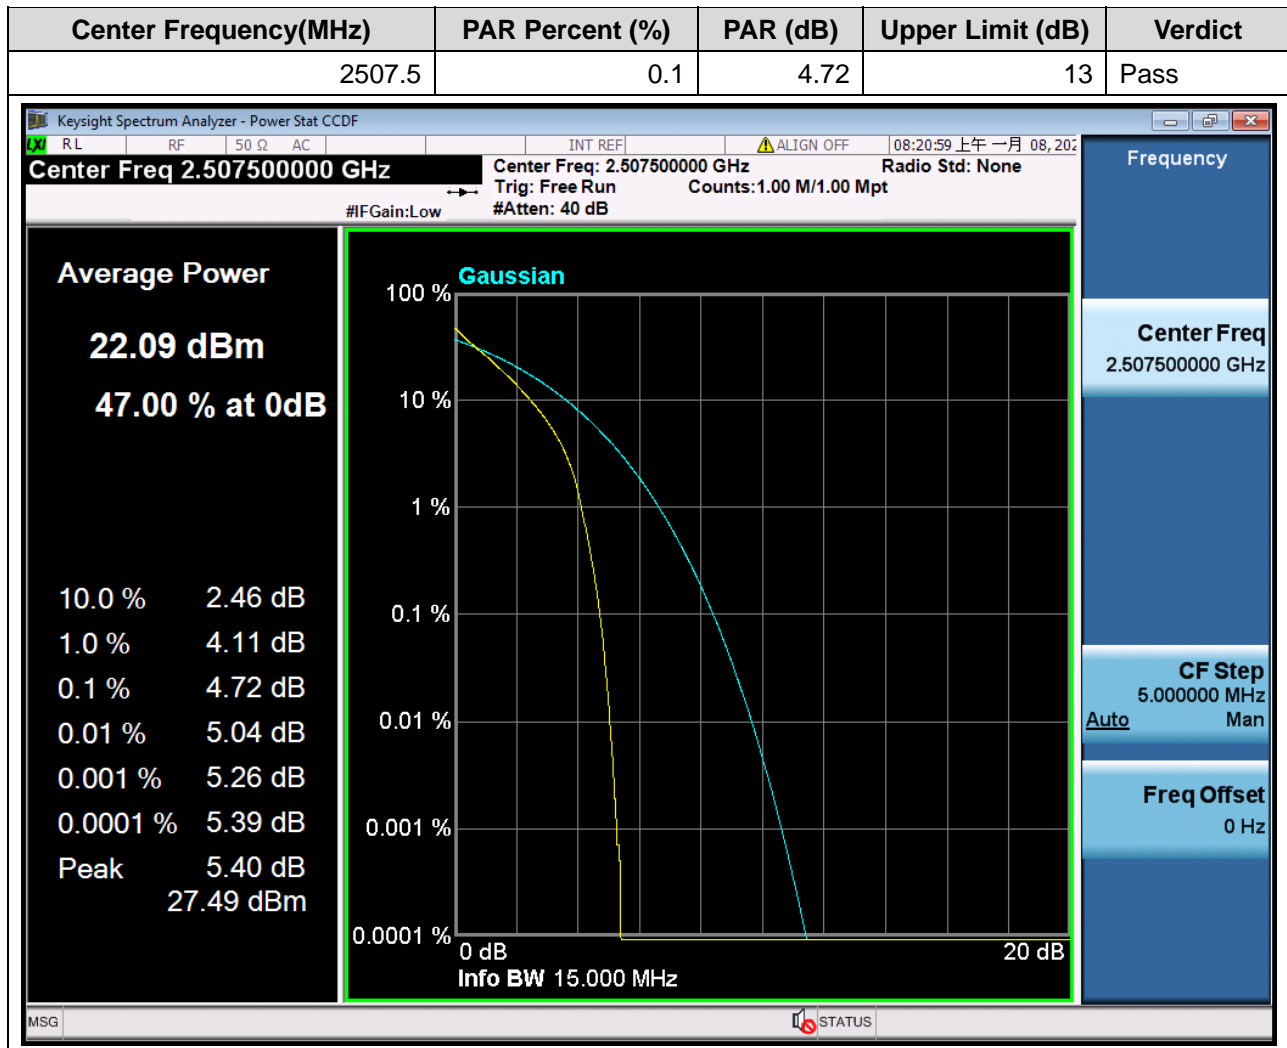 Center Frequency(MHz) PAR Percent (%) PAR (dB) Upper Limit (dB) Verdict
2507.5 0.1 4.72 13 Pass
Keysight Spectrum Analyzer - Power Stat CCDF
LXI RL RF 50 Ω AC INT REF ALIGN OFF 08:20:59 上午 一月 08, 202
Center Freq 2.507500000 GHz
Center Freq: 2.507500000 GHz Radio Std: None
Trig: Free Run Counts:1.00 M/1.00 Mpt
#IFGain:Low #Atten: 40 dB
Average Power
22.09 dBm
47.00 % at 0dB
10.0 % 2.46 dB
1.0 % 4.11 dB
0.1 % 4.72 dB
0.01 % 5.04 dB
0.001 % 5.26 dB
0.0001 % 5.39 dB
Peak 5.40 dB
27.49 dBm
Gaussian
100 %
10 %
1 %
0.1 %
0.01 %
0.001 %
0.0001 %
0 dB 20 dB
Info BW 15.000 MHz
Frequency
Center Freq
2.507500000 GHz
CF Step
5.000000 MHz
Auto Man
Freq Offset
0 Hz
MSG STATUS